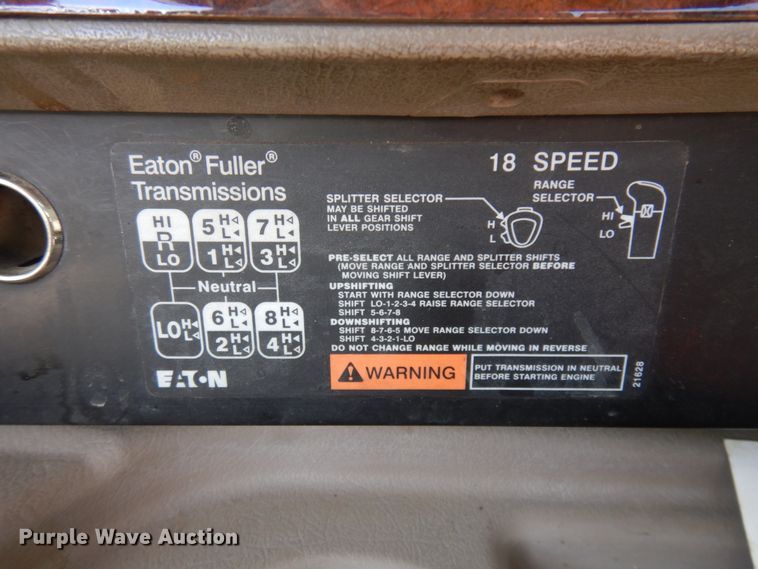 Eaton® Fuller®
Transmissions
18 SPEED
HI
R
LO
5 H L
1 H L
7 H L
3 H L
Neutral
LO H L
6 H L
2 H L
8 H L
4 H L
EATON
SPLITTER SELECTOR
MAY BE SHIFTED
IN ALL GEAR SHIFT
LEVER POSITIONS
H
L
RANGE
SELECTOR
HI
LO
PRE-SELECT ALL RANGE AND SPLITTER SHIFTS
(MOVE RANGE AND SPLITTER SELECTOR BEFORE
MOVING SHIFT LEVER)
UPSHIFTING
START WITH RANGE SELECTOR DOWN
SHIFT LO-1-2-3-4 RAISE RANGE SELECTOR
SHIFT 5-6-7-8
DOWNSHIFTING
SHIFT 8-7-6-5 MOVE RANGE SELECTOR DOWN
SHIFT 4-3-2-1-LO
DO NOT CHANGE RANGE WHILE MOVING IN REVERSE
WARNING
PUT TRANSMISSION IN NEUTRAL
BEFORE STARTING ENGINE
21628
Purple Wave Auction